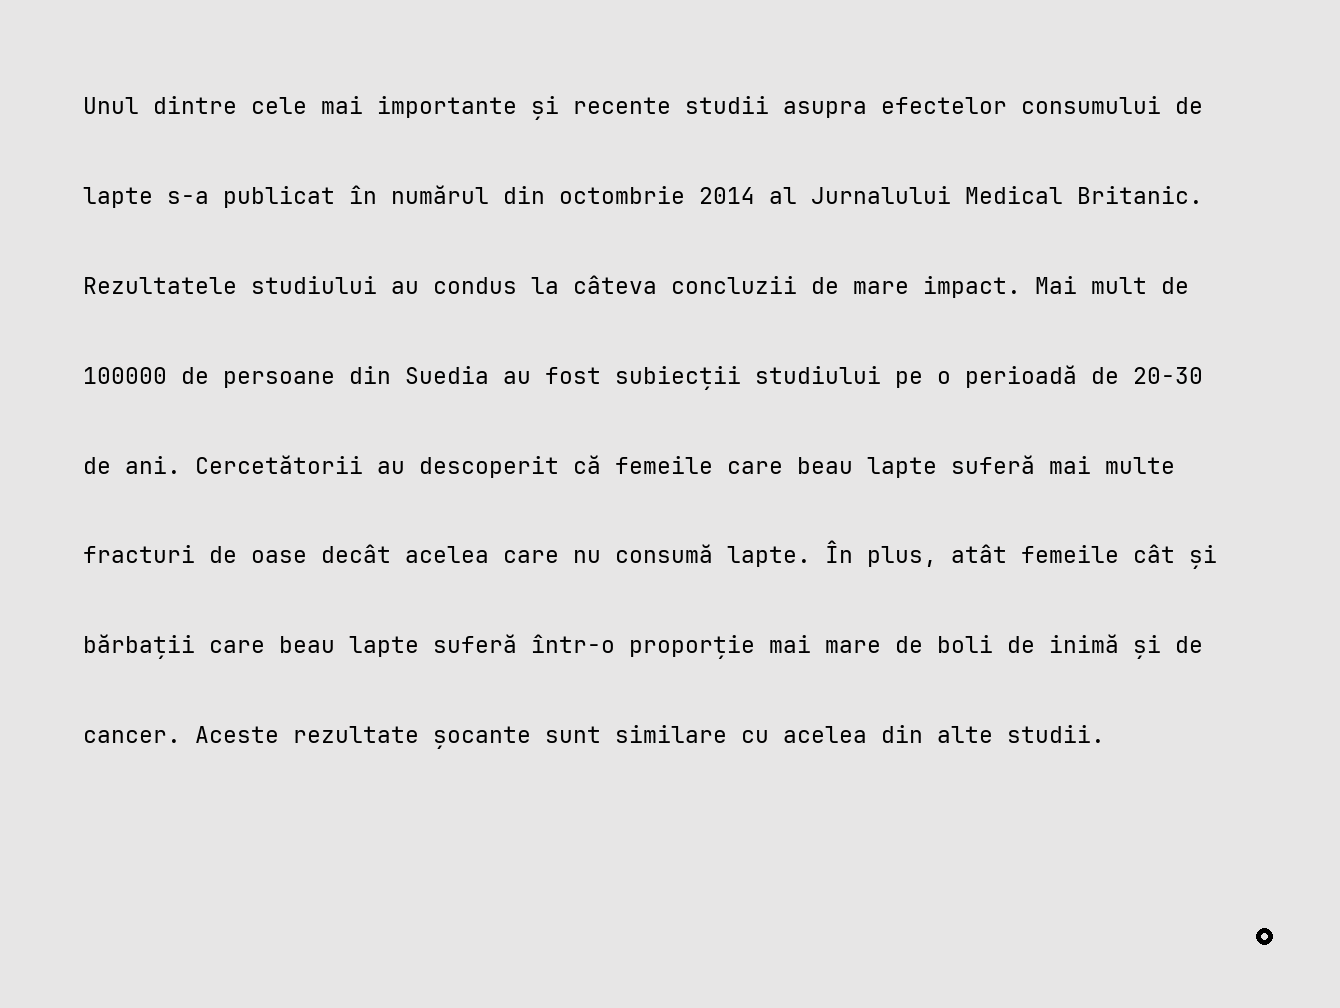 Unul dintre cele mai importante și recente studii asupra efectelor consumului de
lapte s-a publicat în numărul din octombrie 2014 al Jurnalului Medical Britanic.
Rezultatele studiului au condus la câteva concluzii de mare impact. Mai mult de
100000 de persoane din Suedia au fost subiecții studiului pe o perioadă de 20-30
de ani. Cercetătorii au descoperit că femeile care beau lapte suferă mai multe
fracturi de oase decât acelea care nu consumă lapte. În plus, atât femeile cât și
bărbații care beau lapte suferă într-o proporție mai mare de boli de inimă și de
cancer. Aceste rezultate șocante sunt similare cu acelea din alte studii.